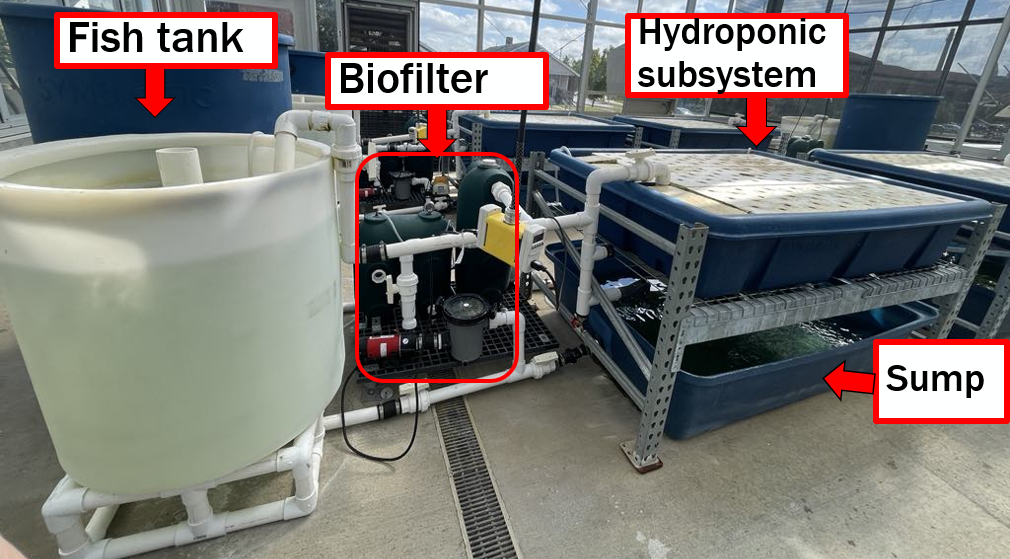 Fish tank
Biofilter
Hydroponic
subsystem
Sump